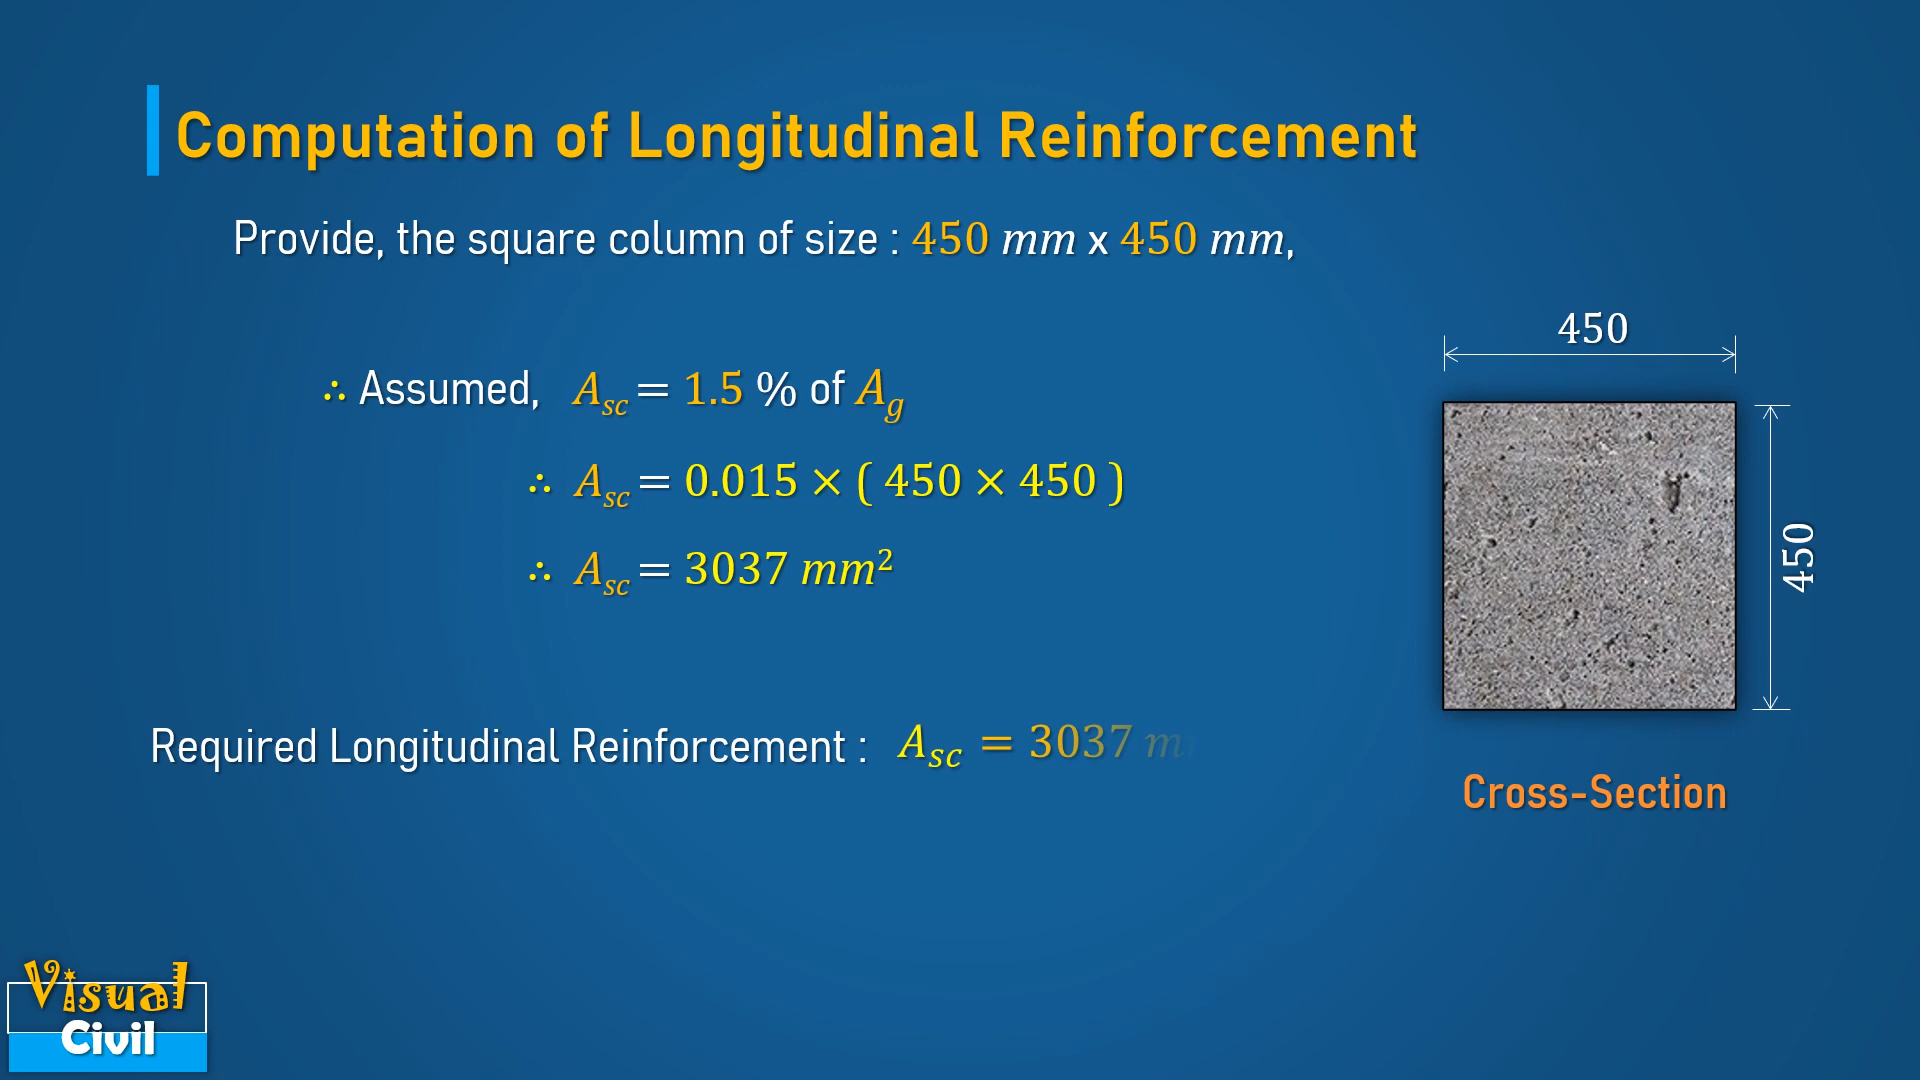 Computation of Longitudinal Reinforcement
Provide, the square column of size : 450 mm x 450 mm,
∴ Assumed, Asc = 1.5 % of Ag
∴ Asc = 0.015 × ( 450 × 450 )
∴ Asc = 3037 mm²
Required Longitudinal Reinforcement : Asc = 3037 m
450
450
Cross-Section
Visual
Civil